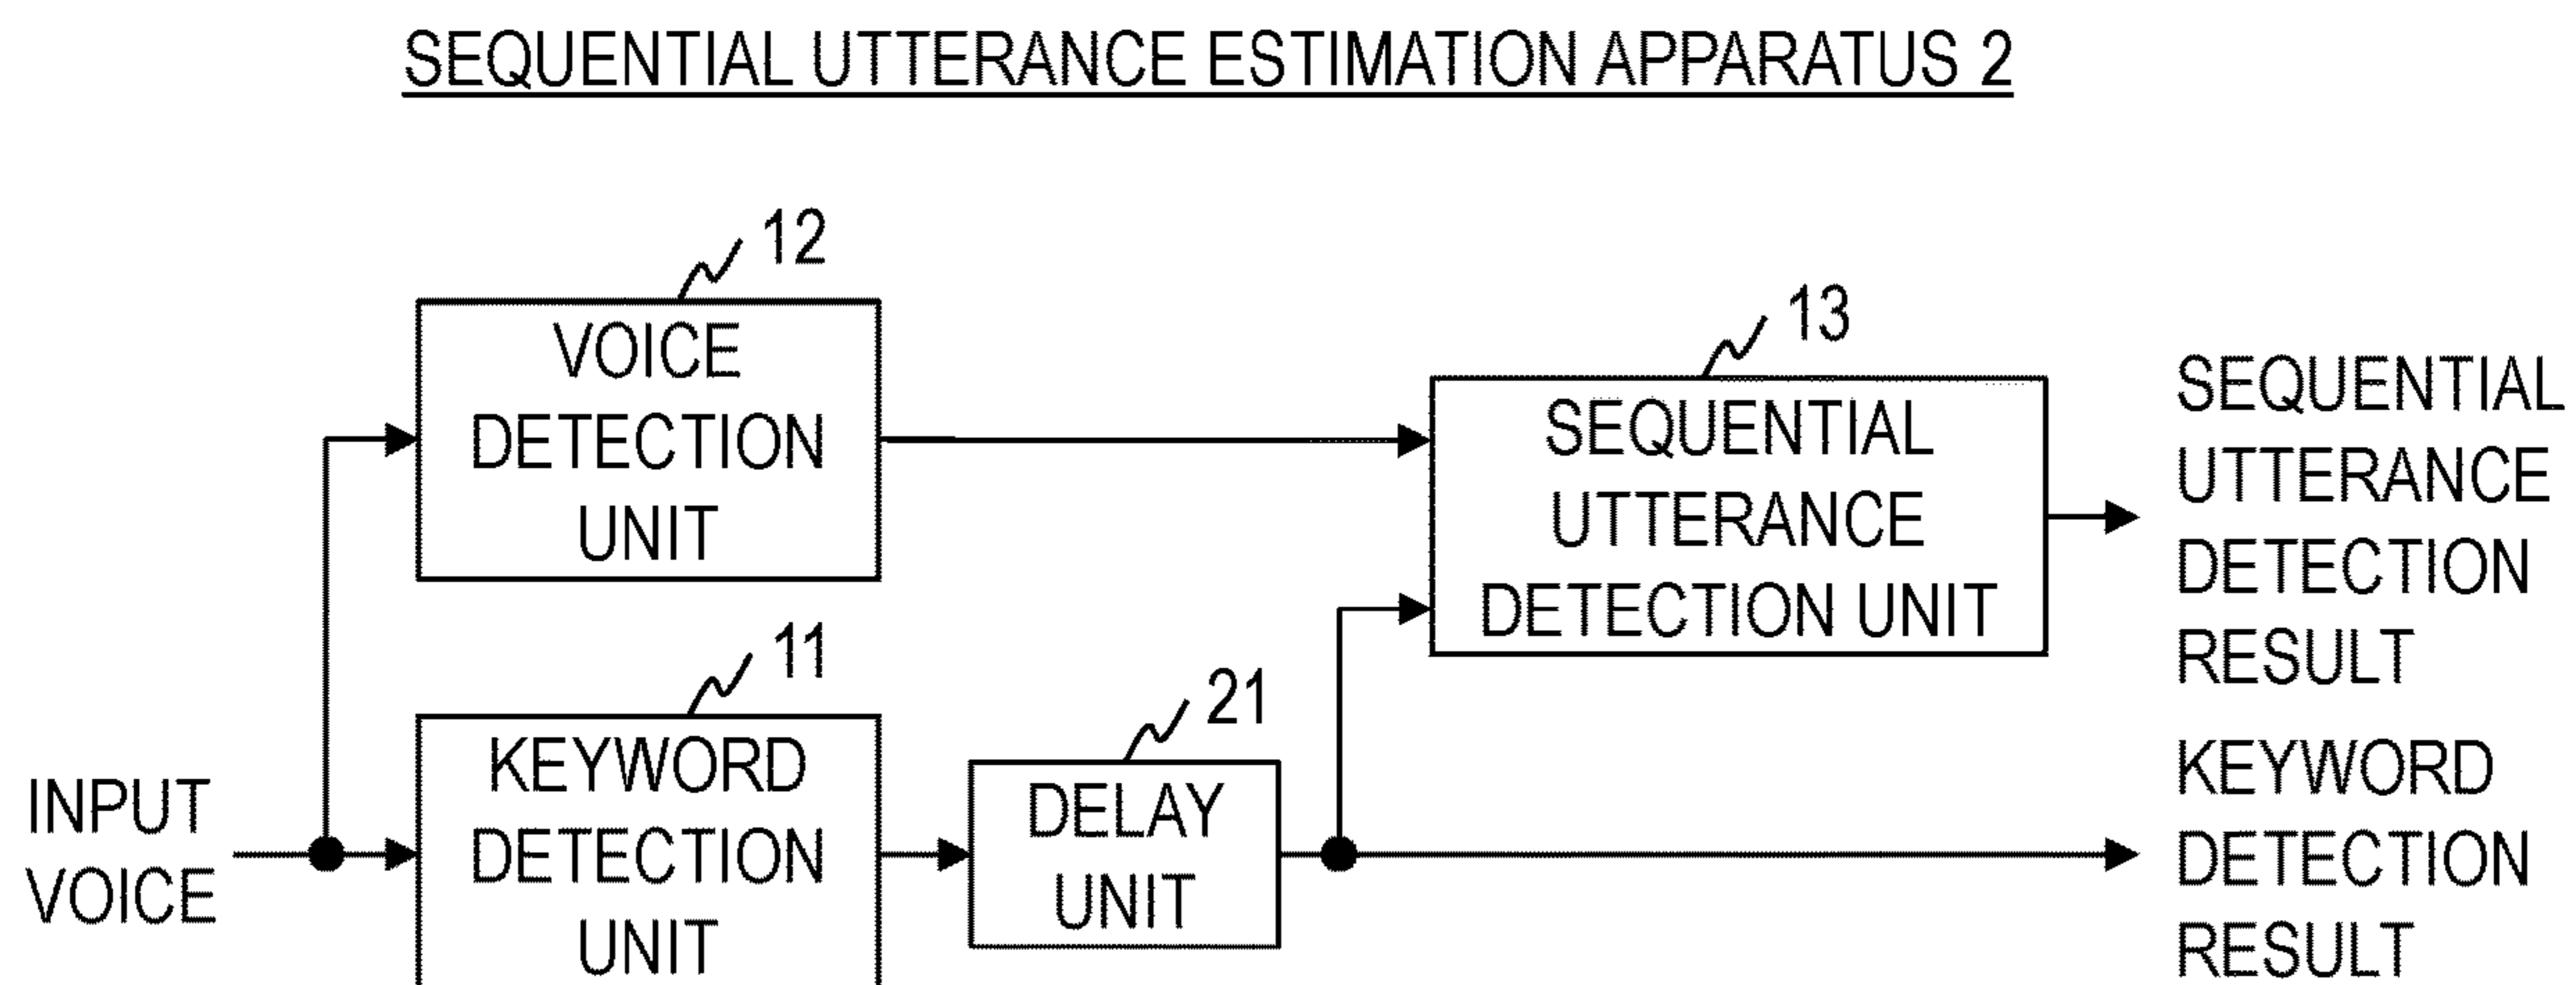 SEQUENTIAL UTTERANCE ESTIMATION APPARATUS 2
12
VOICE
DETECTION
UNIT
13
SEQUENTIAL
UTTERANCE
DETECTION UNIT
SEQUENTIAL
UTTERANCE
DETECTION
RESULT
INPUT
VOICE
11
KEYWORD
DETECTION
UNIT
21
DELAY
UNIT
KEYWORD
DETECTION
RESULT